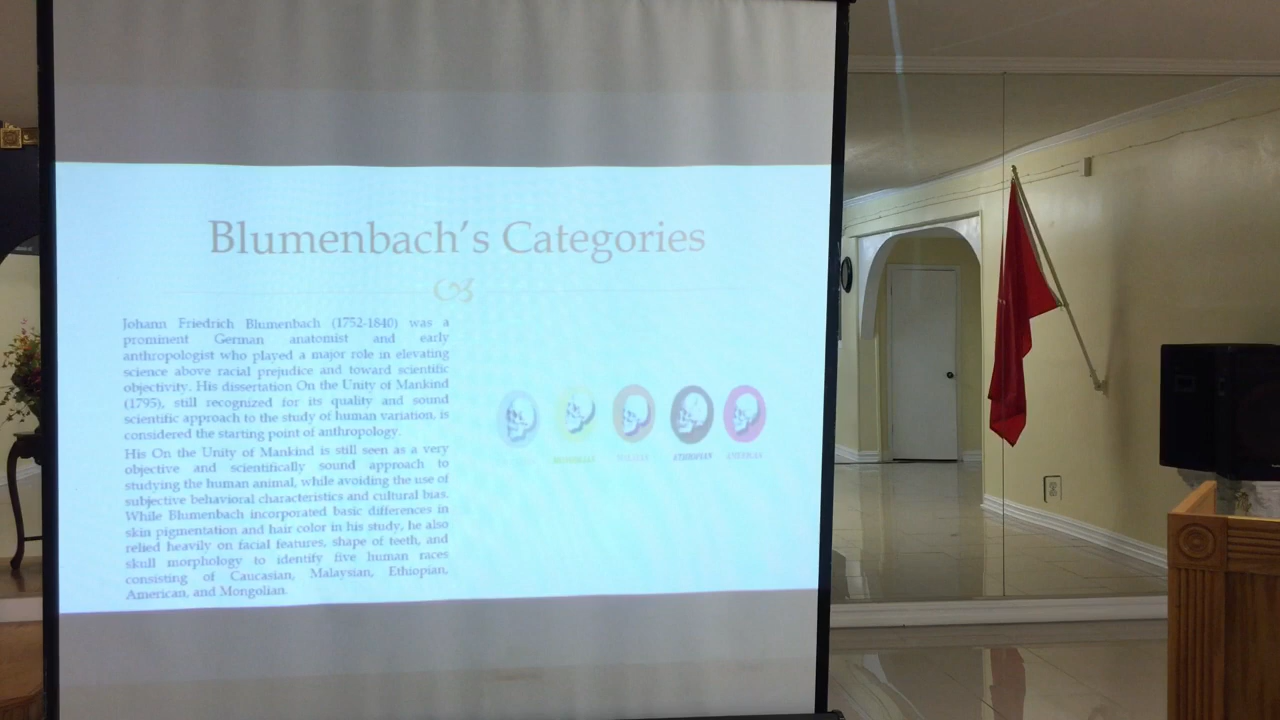 Blumenbach's Categories
Johann Friedrich Blumenbach (1752-1840) was a
prominent German anatomist and early
anthropologist who played a major role in elevating
science above racial prejudice and toward scientific
objectivity. His dissertation On the Unity of Mankind
(1795), still recognized for its quality and sound
scientific approach to the study of human variation, is
considered the starting point of anthropology.
His On the Unity of Mankind is still seen as a very
objective and scientifically sound approach to
studying the human animal, while avoiding the use of
subjective behavioral characteristics and cultural bias.
While Blumenbach incorporated basic differences in
skin pigmentation and hair color in his study, he also
relied heavily on facial features, shape of teeth, and
skull morphology to identify five human races
consisting of Caucasian, Malaysian, Ethiopian,
American, and Mongolian.
MONGOLIAN ETHIOPIAN